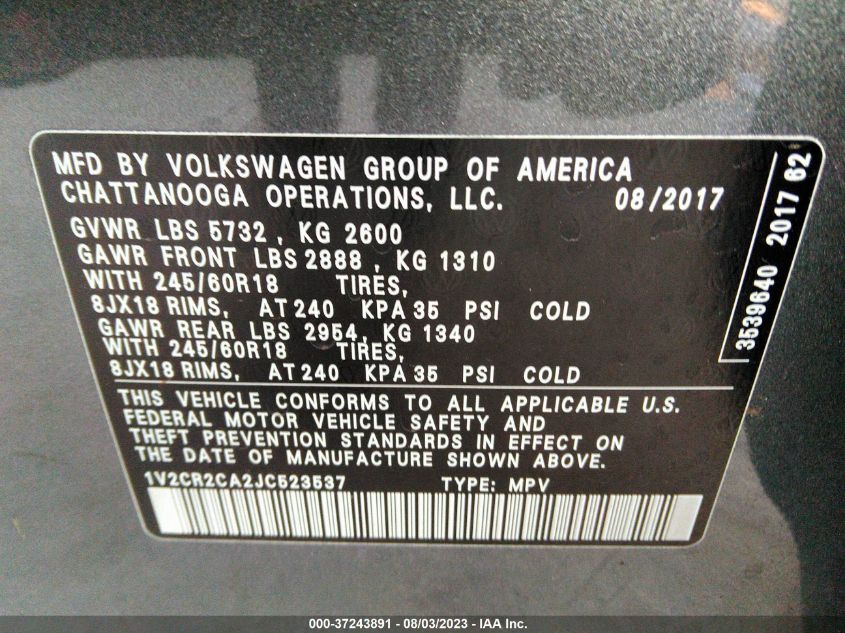 MFD BY VOLKSWAGEN GROUP OF AMERICA
CHATTANOOGA OPERATIONS, LLC. 08/2017
GVWR LBS 5732 , KG 2600
GAWR FRONT LBS 2888 , KG 1310
WITH 245/60R18 TIRES,
8JX18 RIMS, AT 240 KPA 35 PSI COLD
GAWR REAR LBS 2954 , KG 1340
WITH 245/60R18 TIRES,
8JX18 RIMS, AT 240 KPA 35 PSI COLD
THIS VEHICLE CONFORMS TO ALL APPLICABLE U.S.
FEDERAL MOTOR VEHICLE SAFETY AND
THEFT PREVENTION STANDARDS IN EFFECT ON
THE DATE OF MANUFACTURE SHOWN ABOVE.
1V2CR2CA2JC523537 TYPE: MPV
3539640 2017 62
000-37243891 - 08/03/2023 - IAA Inc.